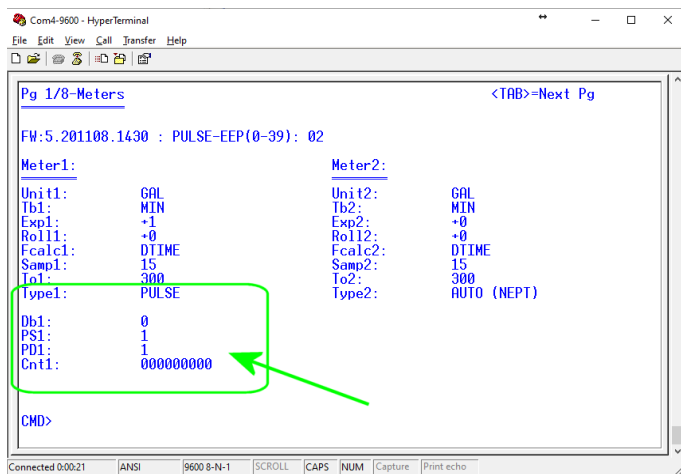 Com4-9600 - HyperTerminal
File Edit View Call Transfer Help
Pg 1/8-Meters <TAB>=Next Pg
FW:5.201108.1430 : PULSE-EEP(0-39): 02
Meter1: Meter2:
Unit1: GAL Unit2: GAL
Tb1: MIN Tb2: MIN
Exp1: +1 Exp2: +0
Roll1: +0 Roll2: +0
Fcalc1: DTIME Fcalc2: DTIME
Samp1: 15 Samp2: 15
To1: 300 To2: 300
Type1: PULSE Type2: AUTO (NEPT)
Db1: 0
PS1: 1
PD1: 1
Cnt1: 000000000
CMD>
Connected 0:00:21 ANSI 9600 8-N-1 SCROLL CAPS NUM Capture Print echo